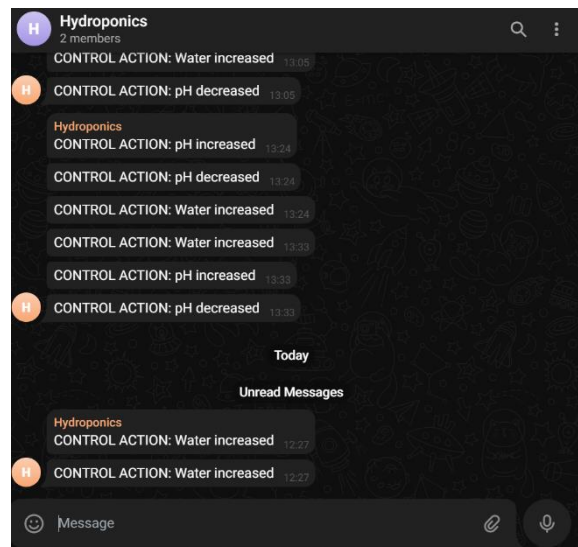 H
Hydroponics
2 members
CONTROL ACTION: Water increased 13:05
H
CONTROL ACTION: pH decreased 13:05
Hydroponics
CONTROL ACTION: pH increased 13:24
CONTROL ACTION: pH decreased 13:24
CONTROL ACTION: Water increased 13:24
CONTROL ACTION: Water increased 13:33
CONTROL ACTION: pH increased 13:33
H
CONTROL ACTION: pH decreased 13:33
Today
Unread Messages
Hydroponics
CONTROL ACTION: Water increased 12:27
H
CONTROL ACTION: Water increased 12:27
Message